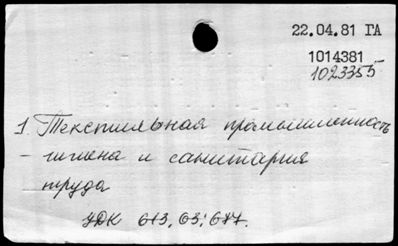 22.04.81 ГА
1014381
1023355
1. Текстильная промышленность
- гигиена и санитария
труда
УДК 613,63:677.